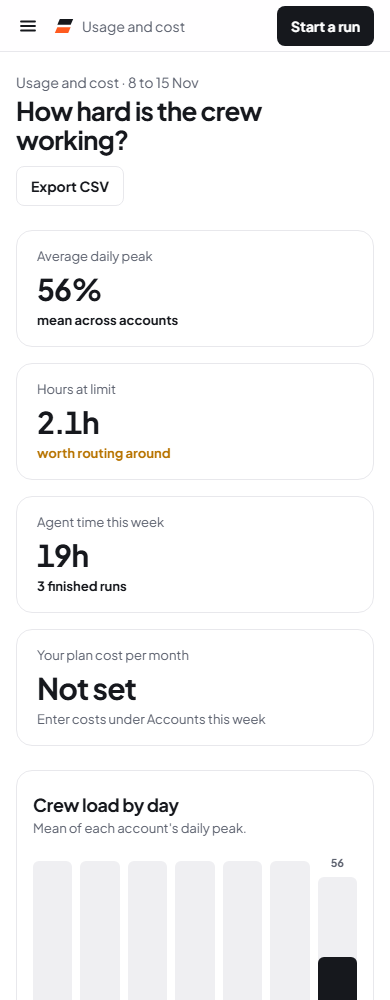 Usage and cost
Start a run
Usage and cost · 8 to 15 Nov
How hard is the crew
working?
Export CSV
Average daily peak
56%
mean across accounts
Hours at limit
2.1h
worth routing around
Agent time this week
19h
3 finished runs
Your plan cost per month
Not set
Enter costs under Accounts this week
Crew load by day
Mean of each account's daily peak.
56